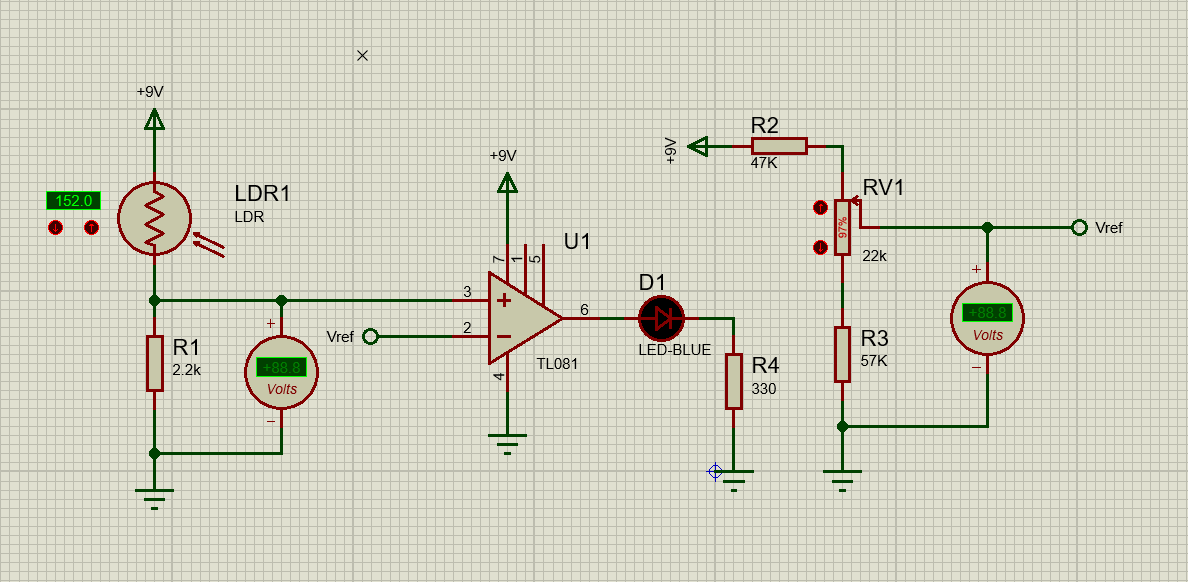 +9V
LDR1
LDR
152.0
R1
2.2k
+
+88.8
Volts
−
Vref
+9V
U1
3
2
7
1
5
6
4
+
−
TL081
D1
LED-BLUE
R4
330
+9V
R2
47K
RV1
97%
22k
R3
57K
Vref
+
+88.8
Volts
−